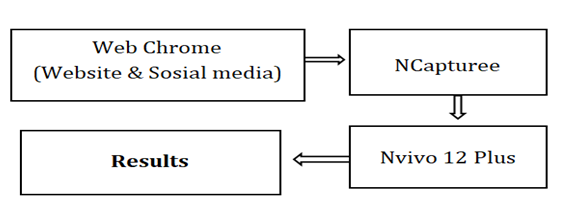 Web Chrome
(Website & Sosial media)
NCapturee
Nvivo 12 Plus
Results